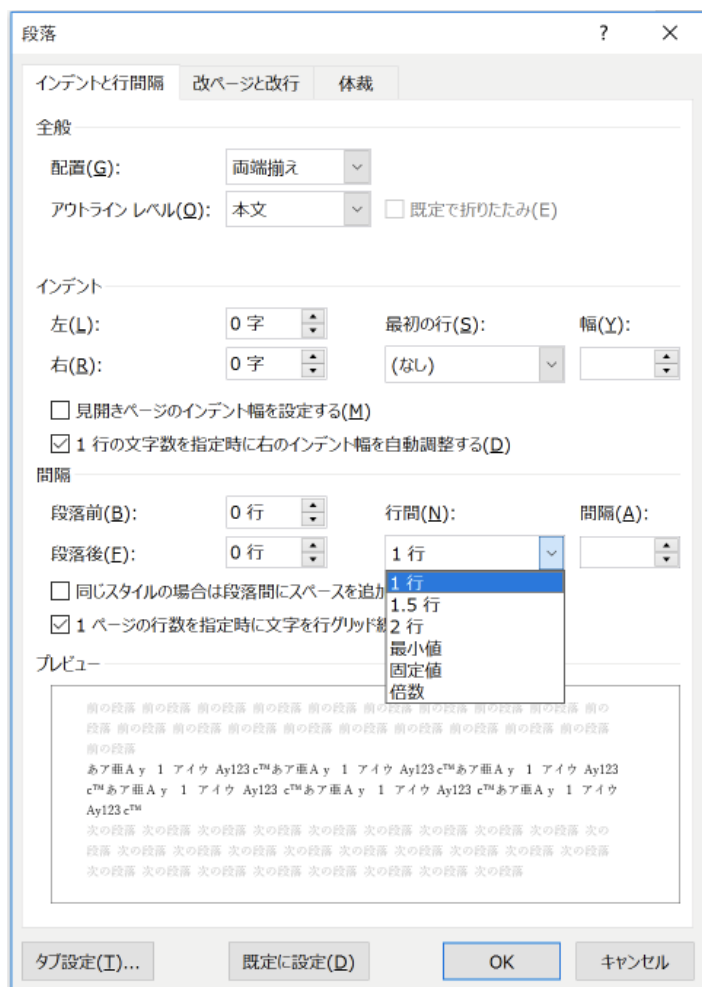 段落 ? ×
インデントと行間隔 改ページと改行 体裁
全般
配置(G): 両端揃え
アウトライン レベル(O): 本文 既定で折りたたみ(E)
インデント
左(L): 0 字 最初の行(S): 幅(Y):
右(R): 0 字 (なし)
見開きページのインデント幅を設定する(M)
1 行の文字数を指定時に右のインデント幅を自動調整する(D)
間隔
段落前(B): 0 行 行間(N): 間隔(A):
段落後(F): 0 行 1 行
同じスタイルの場合は段落間にスペースを追加 1 行
1.5 行
1 ページの行数を指定時に文字を行グリッド線 2 行
最小値
固定値
倍数
プレビュー
前の段落 前の段落 前の段落 前の段落 前の段落 前の段落 前の段落 前の段落 前の段落 前の
段落 前の段落 前の段落 前の段落 前の段落 前の段落 前の段落 前の段落 前の段落 前の段落
前の段落
あア亜A y 1 アイウ Ay123 c™あア亜A y 1 アイウ Ay123 c™あア亜A y 1 アイウ Ay123
c™あア亜A y 1 アイウ Ay123 c™あア亜A y 1 アイウ Ay123 c™あア亜A y 1 アイウ
Ay123 c™
次の段落 次の段落 次の段落 次の段落 次の段落 次の段落 次の段落 次の段落 次の段落 次の
段落 次の段落 次の段落 次の段落 次の段落 次の段落 次の段落 次の段落 次の段落 次の段落
次の段落 次の段落 次の段落 次の段落 次の段落 次の段落 次の段落 次の段落
タブ設定(T)... 既定に設定(D) OK キャンセル